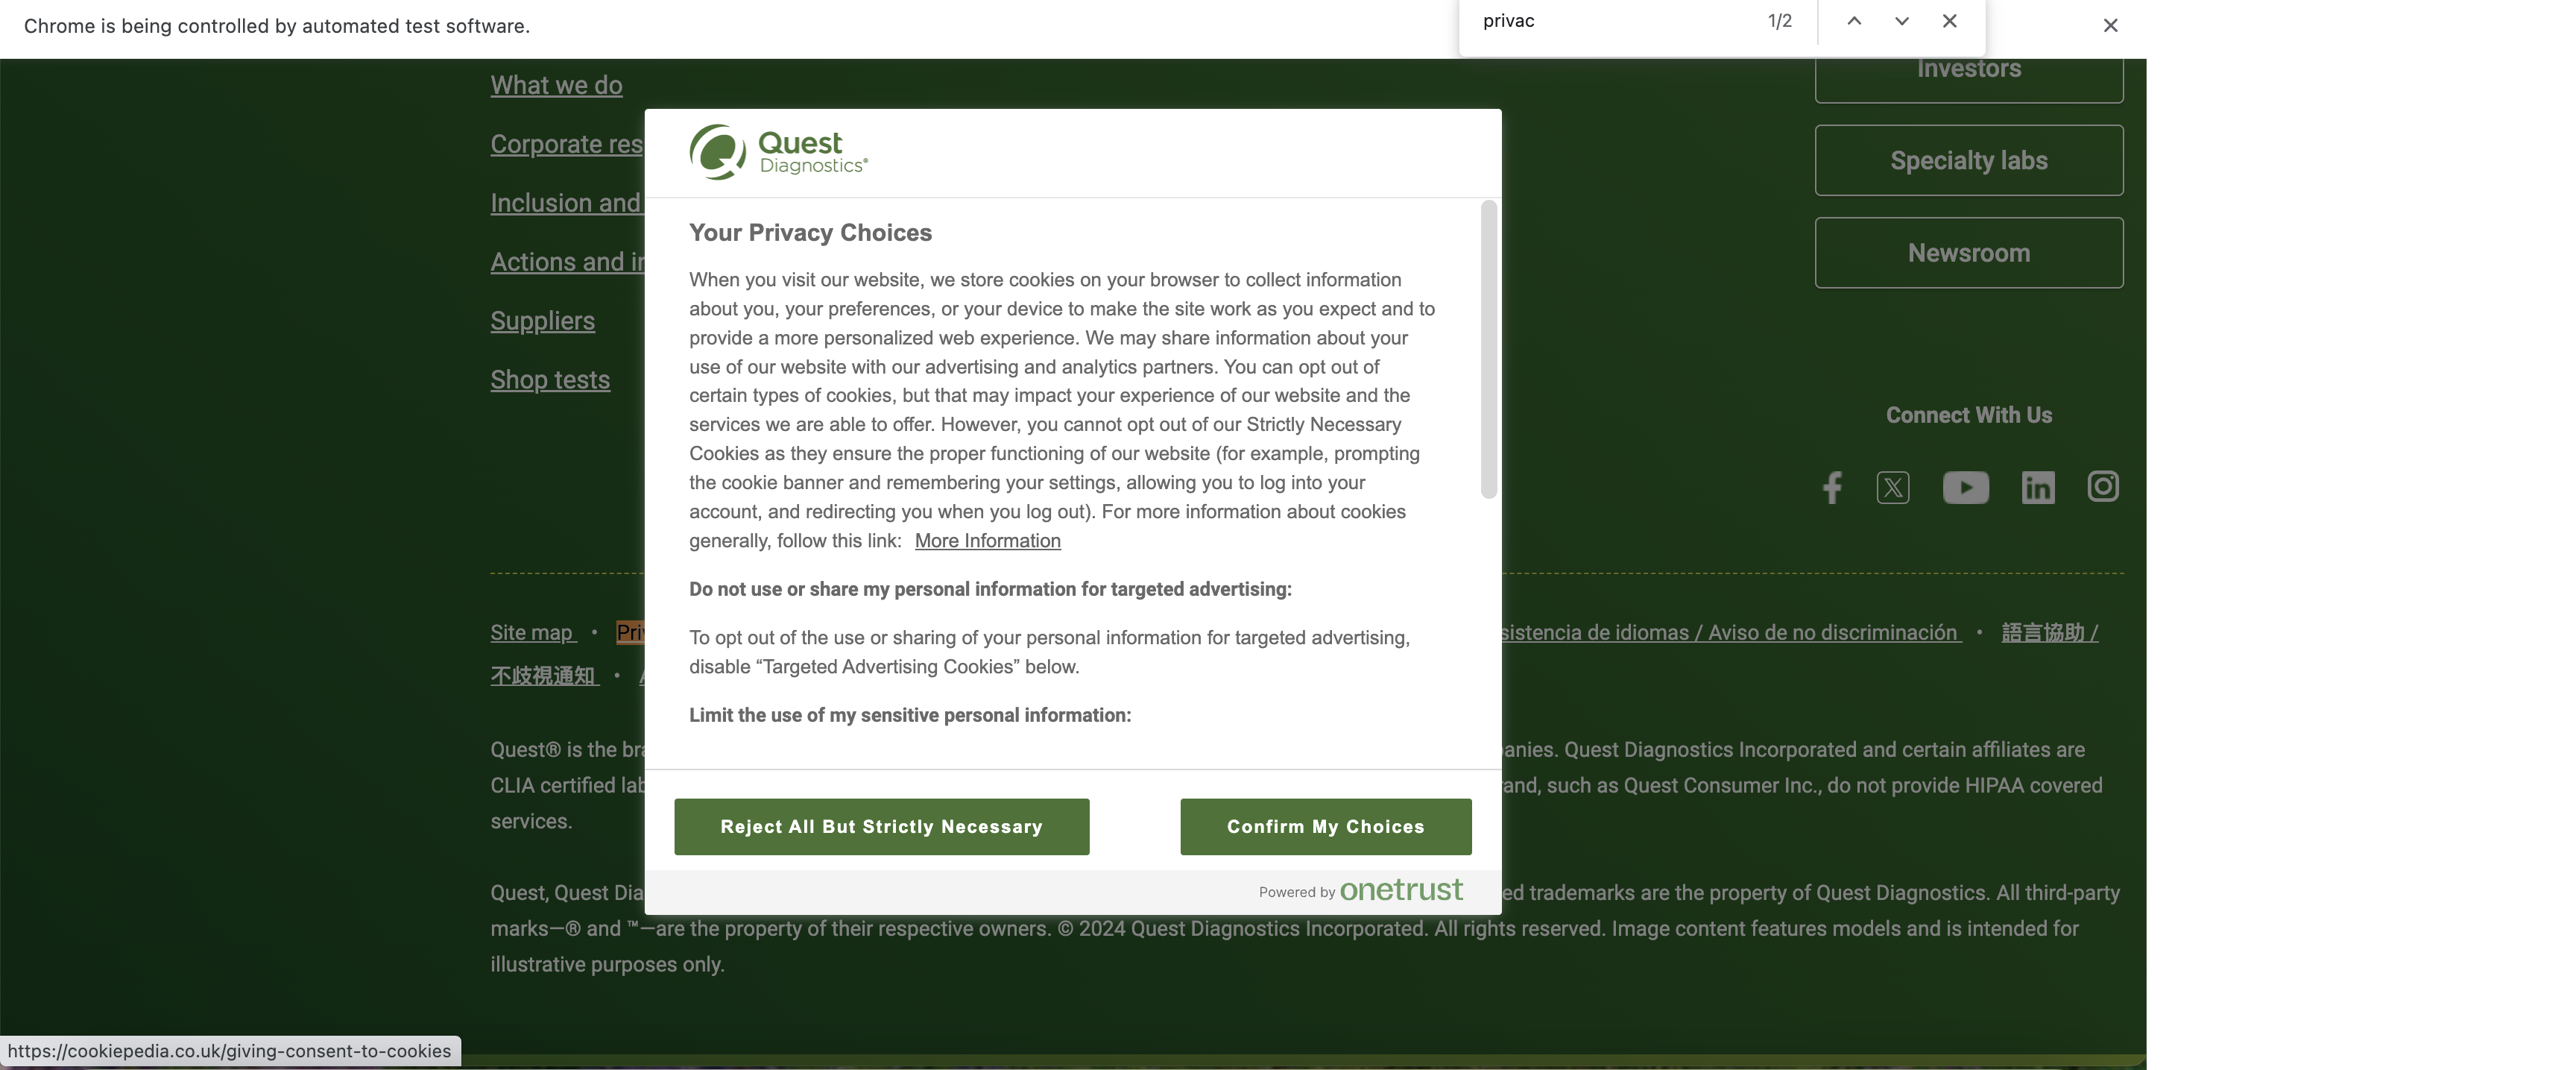 Chrome is being controlled by automated test software.
privac
1/2
What we do
Corporate res
Inclusion and
Actions and in
Suppliers
Shop tests
Investors
Specialty labs
Newsroom
Connect With Us
Quest
Diagnostics®
Your Privacy Choices
When you visit our website, we store cookies on your browser to collect information
about you, your preferences, or your device to make the site work as you expect and to
provide a more personalized web experience. We may share information about your
use of our website with our advertising and analytics partners. You can opt out of
certain types of cookies, but that may impact your experience of our website and the
services we are able to offer. However, you cannot opt out of our Strictly Necessary
Cookies as they ensure the proper functioning of our website (for example, prompting
the cookie banner and remembering your settings, allowing you to log into your
account, and redirecting you when you log out). For more information about cookies
generally, follow this link: More Information
Do not use or share my personal information for targeted advertising:
To opt out of the use or sharing of your personal information for targeted advertising,
disable “Targeted Advertising Cookies” below.
Limit the use of my sensitive personal information:
Reject All But Strictly Necessary
Confirm My Choices
Powered by onetrust
Site map • Priv
sistencia de idiomas / Aviso de no discriminación • 語言協助 /
不歧視通知 •
Quest® is the bra
anies. Quest Diagnostics Incorporated and certain affiliates are
CLIA certified lab
and, such as Quest Consumer Inc., do not provide HIPAA covered
services.
Quest, Quest Dia
ed trademarks are the property of Quest Diagnostics. All third-party
marks—® and ™—are the property of their respective owners. © 2024 Quest Diagnostics Incorporated. All rights reserved. Image content features models and is intended for
illustrative purposes only.
https://cookiepedia.co.uk/giving-consent-to-cookies